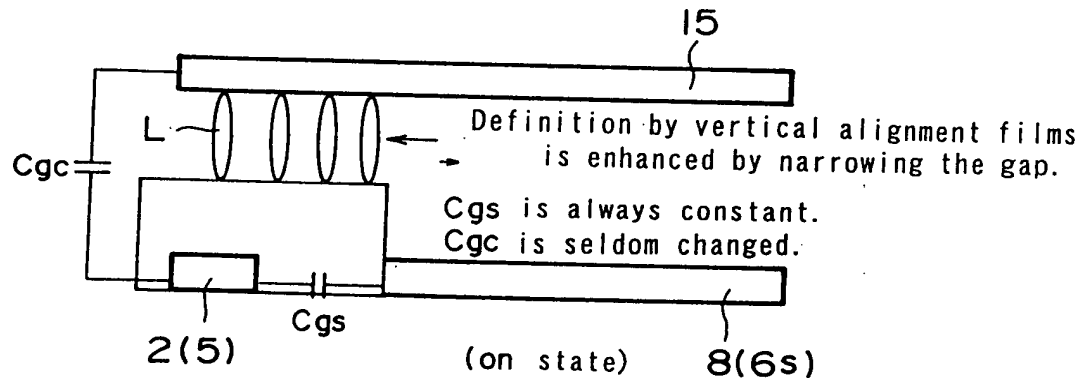 15
L
Definition by vertical alignment films
is enhanced by narrowing the gap.
Cgc
Cgs is always constant.
Cgc is seldom changed.
Cgs
2(5)
(on state)
8(6s)